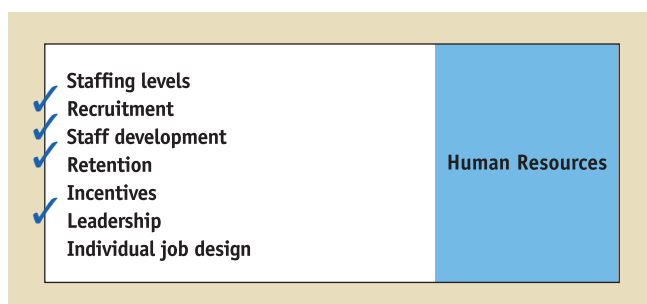 Staffing levels
Recruitment
Staff development
Retention
Incentives
Leadership
Individual job design
Human Resources